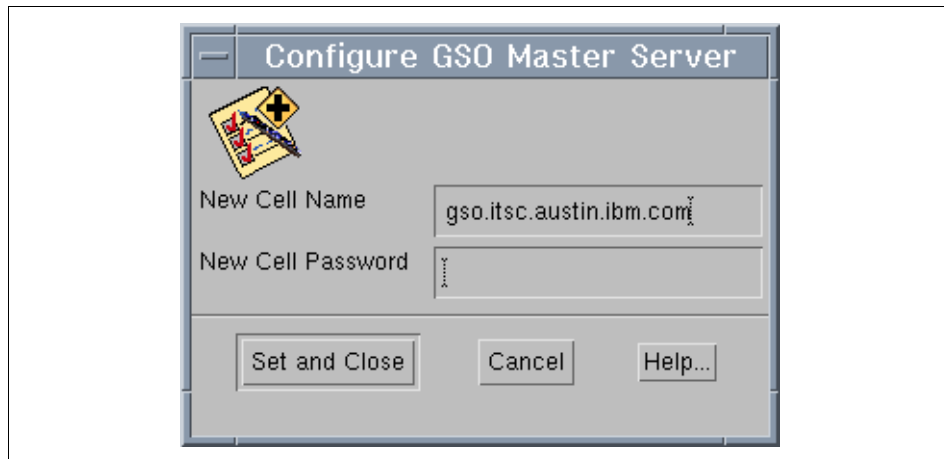 Configure GSO Master Server
New Cell Name
gso.itsc.austin.ibm.com
New Cell Password
Set and Close
Cancel
Help...